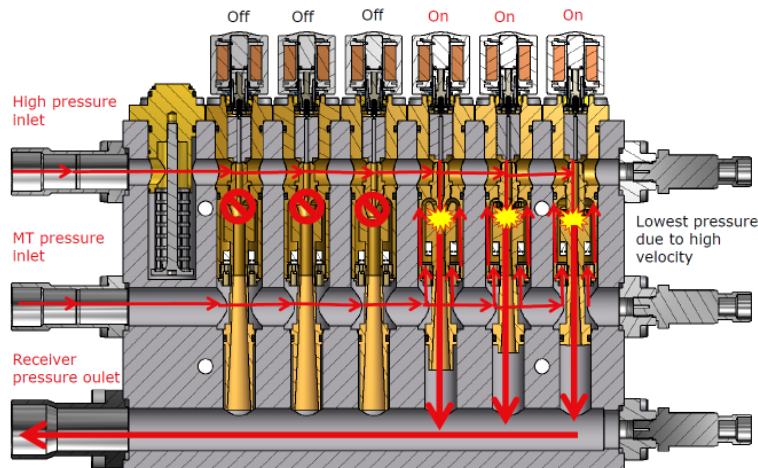 Off
Off
Off
On
On
On
High pressure
inlet
MT pressure
inlet
Lowest pressure
due to high
velocity
Receiver
pressure oulet